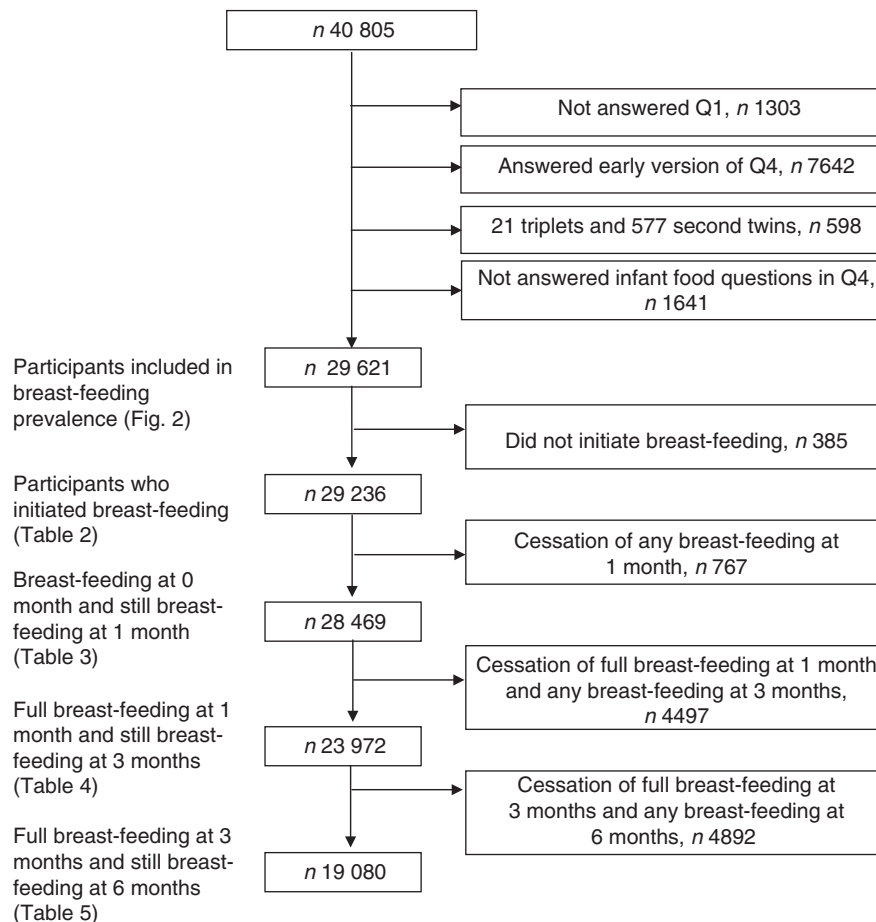 n 40 805
Not answered Q1, n 1303
Answered early version of Q4, n 7642
21 triplets and 577 second twins, n 598
Not answered infant food questions in Q4,
n 1641
Participants included in
breast-feeding
prevalence (Fig. 2)
n 29 621
Did not initiate breast-feeding, n 385
Participants who
initiated breast-feeding
(Table 2)
n 29 236
Cessation of any breast-feeding at
1 month, n 767
Breast-feeding at 0
month and still breast-
feeding at 1 month
(Table 3)
n 28 469
Cessation of full breast-feeding at 1 month
and any breast-feeding at 3 months,
n 4497
Full breast-feeding at 1
month and still breast-
feeding at 3 months
(Table 4)
n 23 972
Cessation of full breast-feeding at
3 months and any breast-feeding at
6 months, n 4892
Full breast-feeding at 3
months and still breast-
feeding at 6 months
(Table 5)
n 19 080